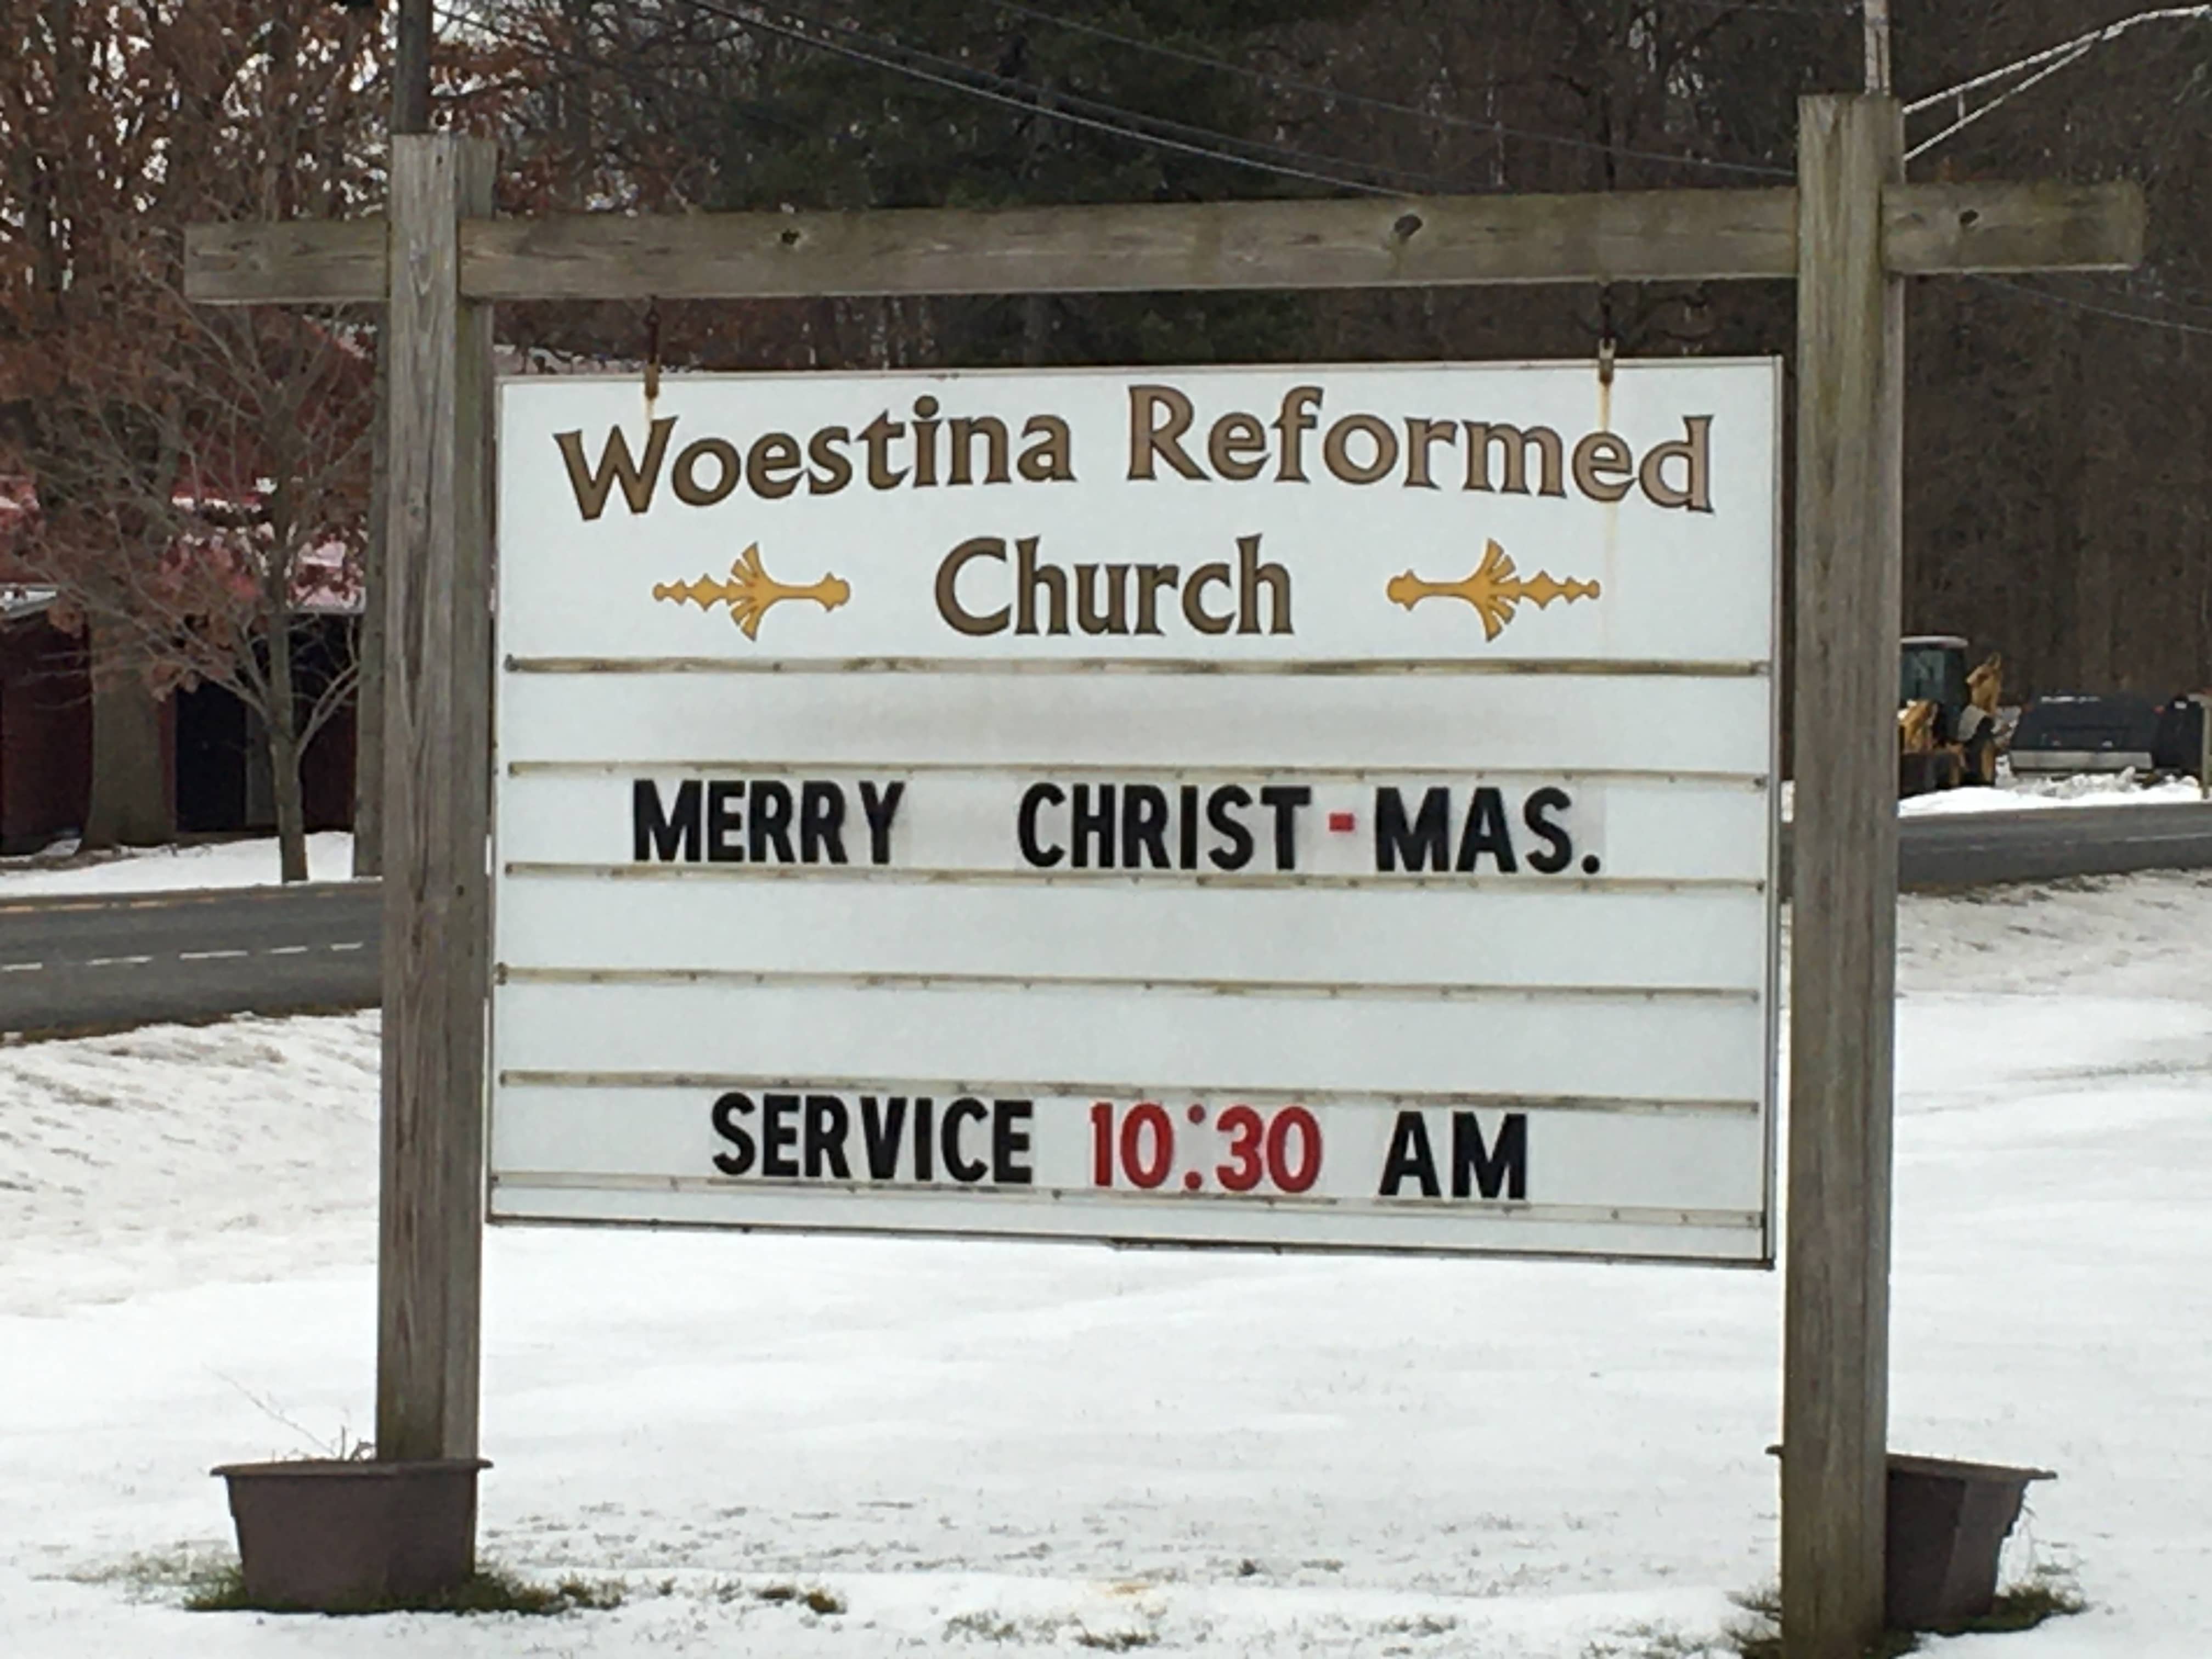 Woestina Reformed
Church
MERRY CHRIST-MAS.
SERVICE 10:30 AM